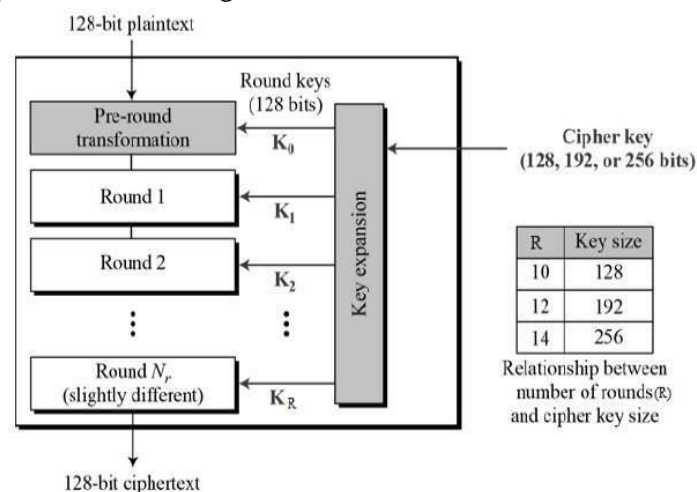 128-bit plaintext
Round keys
(128 bits)
Pre-round
transformation
K₀
Cipher key
(128, 192, or 256 bits)
Round 1
K₁
Round 2
K₂
Key expansion
R Key size
10 128
12 192
14 256
Relationship between
number of rounds(R)
and cipher key size
⋮ ⋮
Round Nᵣ
(slightly different)
K_R
128-bit ciphertext